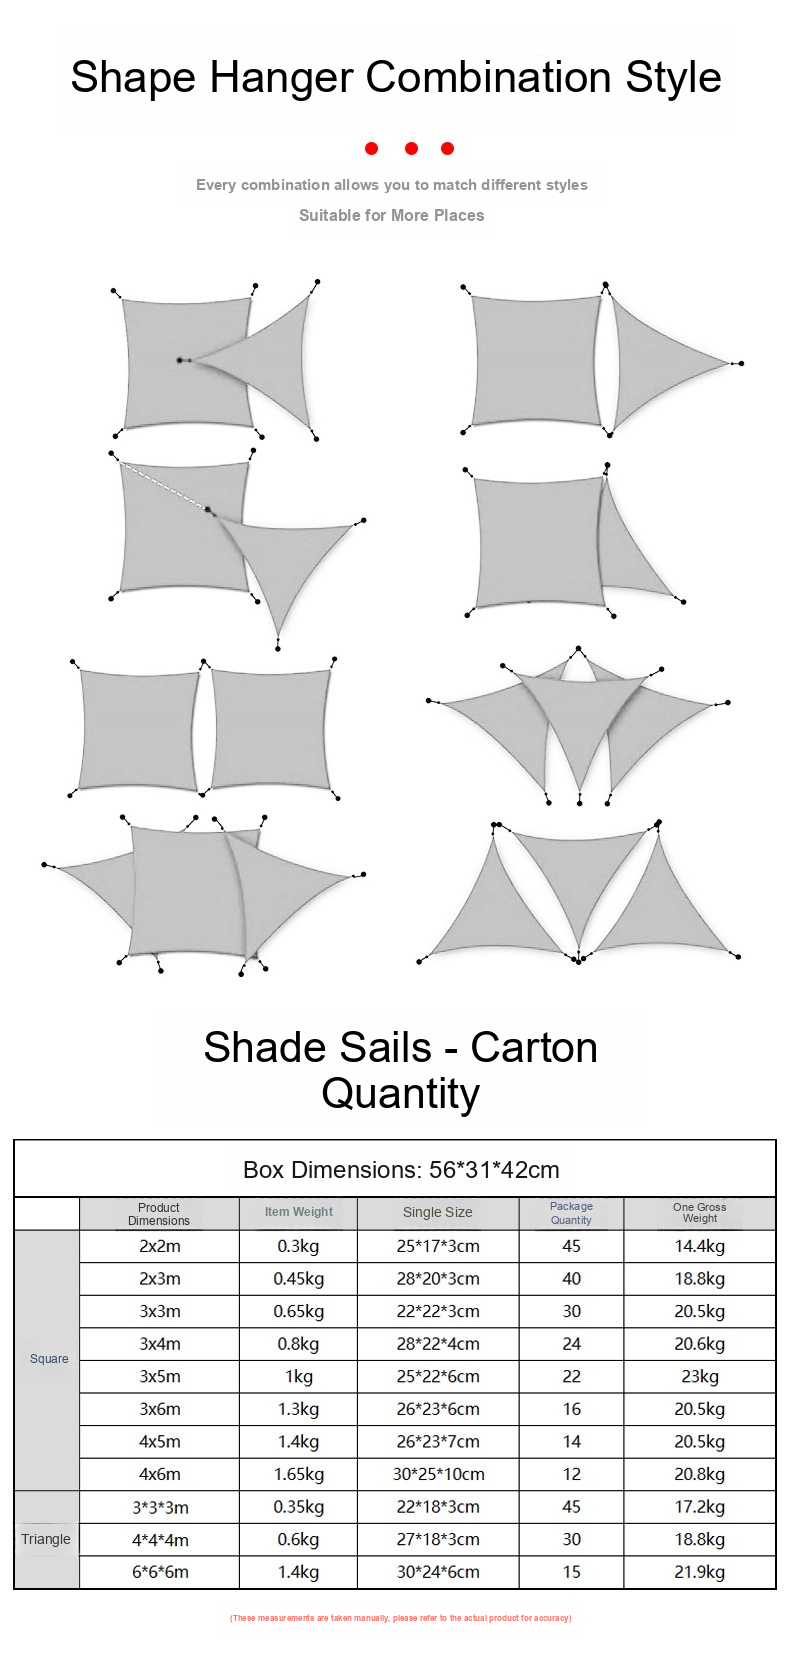 Shape Hanger Combination Style
Every combination allows you to match different styles
Suitable for More Places
Shade Sails - Carton
Quantity
Box Dimensions: 56*31*42cm
Product Dimensions Item Weight Single Size Package Quantity One Gross Weight
Square
2x2m 0.3kg 25*17*3cm 45 14.4kg
2x3m 0.45kg 28*20*3cm 40 18.8kg
3x3m 0.65kg 22*22*3cm 30 20.5kg
3x4m 0.8kg 28*22*4cm 24 20.6kg
3x5m 1kg 25*22*6cm 22 23kg
3x6m 1.3kg 26*23*6cm 16 20.5kg
4x5m 1.4kg 26*23*7cm 14 20.5kg
4x6m 1.65kg 30*25*10cm 12 20.8kg
Triangle
3*3*3m 0.35kg 22*18*3cm 45 17.2kg
4*4*4m 0.6kg 27*18*3cm 30 18.8kg
6*6*6m 1.4kg 30*24*6cm 15 21.9kg
(These measurements are taken manually, please refer to the actual product for accuracy)